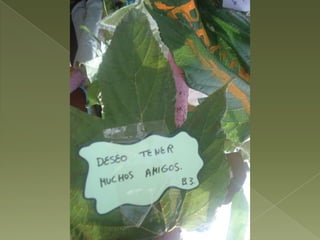 DESEO TENER
MUCHOS AMIGOS.
B3.